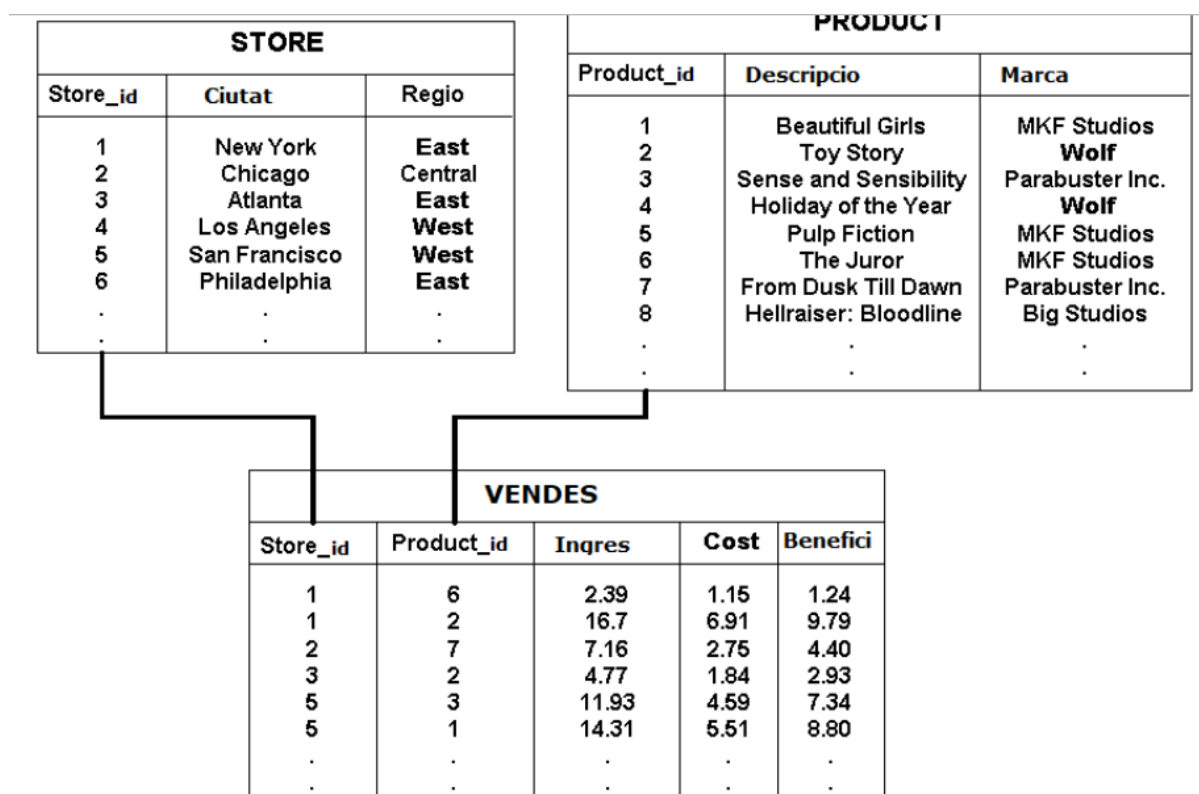 STORE
Store_id Ciutat Regio
1 New York East
2 Chicago Central
3 Atlanta East
4 Los Angeles West
5 San Francisco West
6 Philadelphia East
. . .
. . .
PRODUCT
Product_id Descripcio Marca
1 Beautiful Girls MKF Studios
2 Toy Story Wolf
3 Sense and Sensibility Parabuster Inc.
4 Holiday of the Year Wolf
5 Pulp Fiction MKF Studios
6 The Juror MKF Studios
7 From Dusk Till Dawn Parabuster Inc.
8 Hellraiser: Bloodline Big Studios
. . .
. . .
VENDES
Store_id Product_id Ingres Cost Benefici
1 6 2.39 1.15 1.24
1 2 16.7 6.91 9.79
2 7 7.16 2.75 4.40
3 2 4.77 1.84 2.93
5 3 11.93 4.59 7.34
5 1 14.31 5.51 8.80
. . . . .
. . . . .